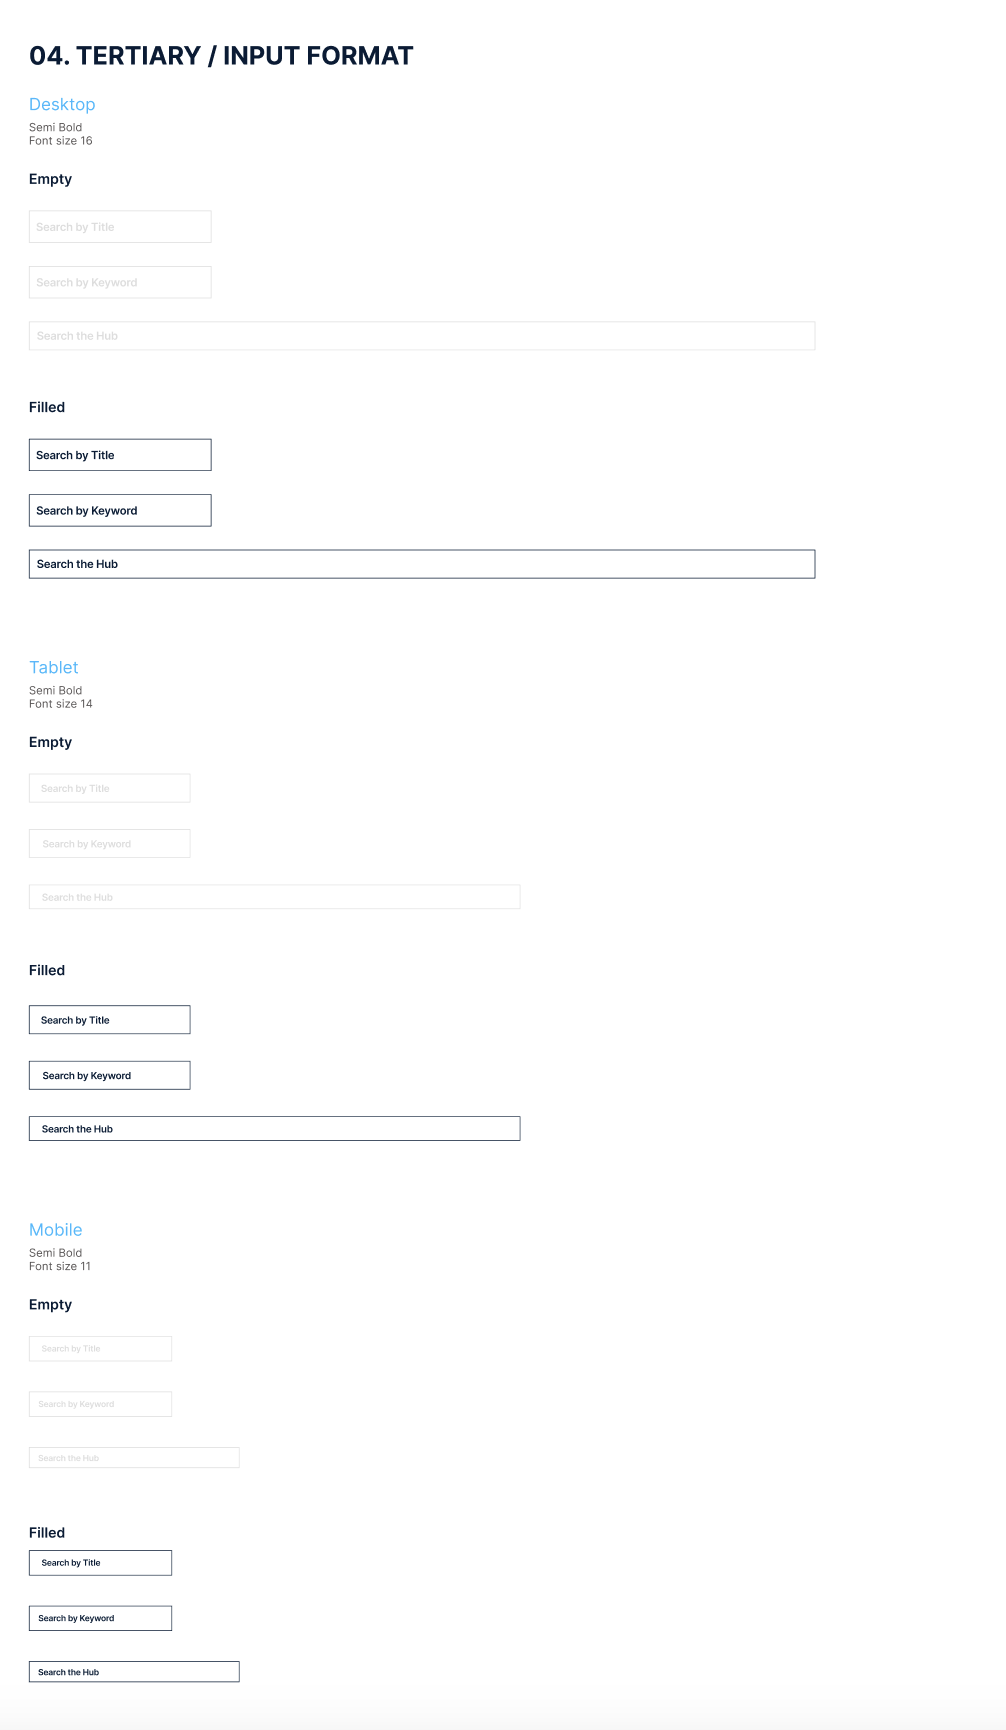 04. TERTIARY / INPUT FORMAT
Desktop
Semi Bold
Font size 16
Empty
Search by Title
Search by Keyword
Search the Hub
Filled
Search by Title
Search by Keyword
Search the Hub
Tablet
Semi Bold
Font size 14
Empty
Search by Title
Search by Keyword
Search the Hub
Filled
Search by Title
Search by Keyword
Search the Hub
Mobile
Semi Bold
Font size 11
Empty
Search by Title
Search by Keyword
Search the Hub
Filled
Search by Title
Search by Keyword
Search the Hub